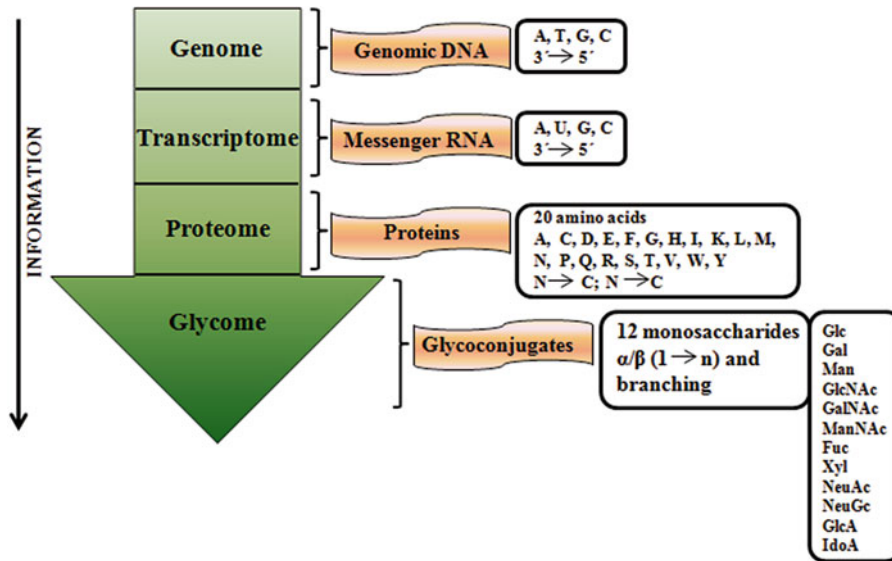 INFORMATION
Genome
Genomic DNA
A, T, G, C
3´→ 5´
Transcriptome
Messenger RNA
A, U, G, C
3´→ 5´
Proteome
Proteins
20 amino acids
A, C, D, E, F, G, H, I, K, L, M,
N, P, Q, R, S, T, V, W, Y
N→ C; N →C
Glycome
Glycoconjugates
12 monosaccharides
α/β (1→n) and
branching
Glc
Gal
Man
GlcNAc
GalNAc
ManNAc
Fuc
Xyl
NeuAc
NeuGc
GlcA
IdoA